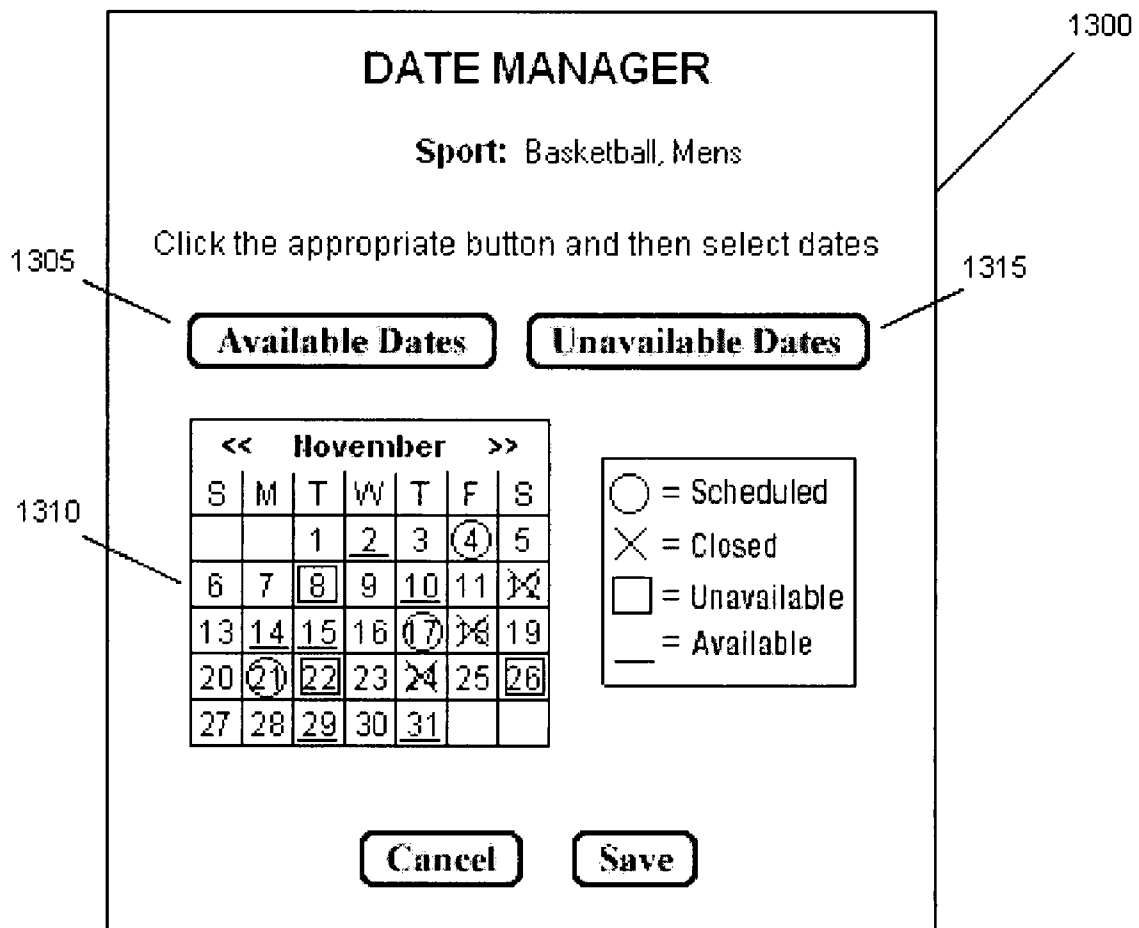 1300
DATE MANAGER
Sport: Basketball, Mens
Click the appropriate button and then select dates
1305
1315
Available Dates Unavailable Dates
<< November >>
S M T W T F S
1 2 3 4 5
6 7 8 9 10 11 12
13 14 15 16 17 18 19
20 21 22 23 24 25 26
27 28 29 30 31
1310
= Scheduled
= Closed
= Unavailable
= Available
Cancel Save